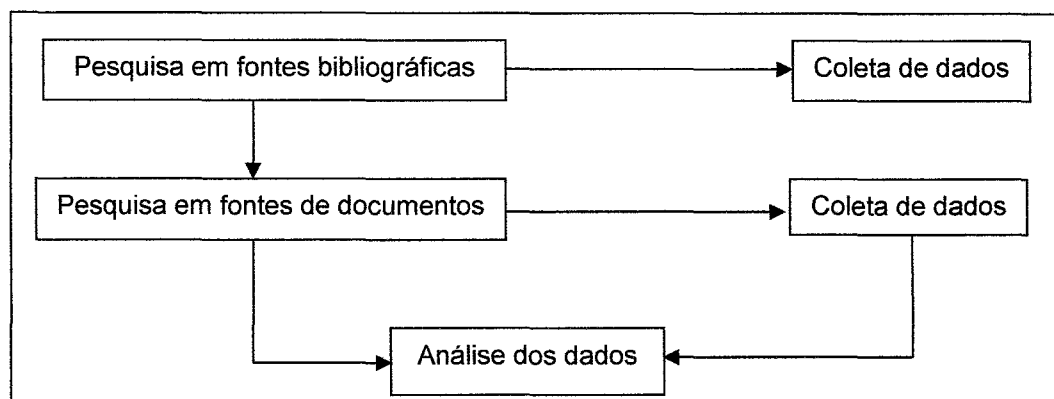 Pesquisa em fontes bibliográficas
Coleta de dados
Pesquisa em fontes de documentos
Coleta de dados
Análise dos dados